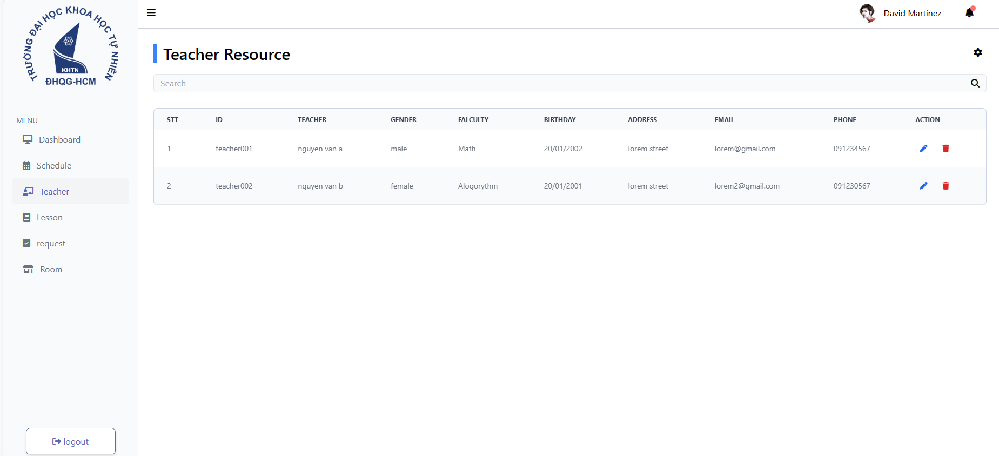 TRƯỜNG ĐẠI HỌC KHOA HỌC TỰ NHIÊN
KHTN
ĐHQG-HCM
David Martinez
Teacher Resource
Search
MENU
Dashboard
Schedule
Teacher
Lesson
request
Room
logout
STT ID TEACHER GENDER FALCULTY BIRTHDAY ADDRESS EMAIL PHONE ACTION
1 teacher001 nguyen van a male Math 20/01/2002 lorem street lorem@gmail.com 091234567
2 teacher002 nguyen van b female Alogorythm 20/01/2001 lorem street lorem2@gmail.com 091230567